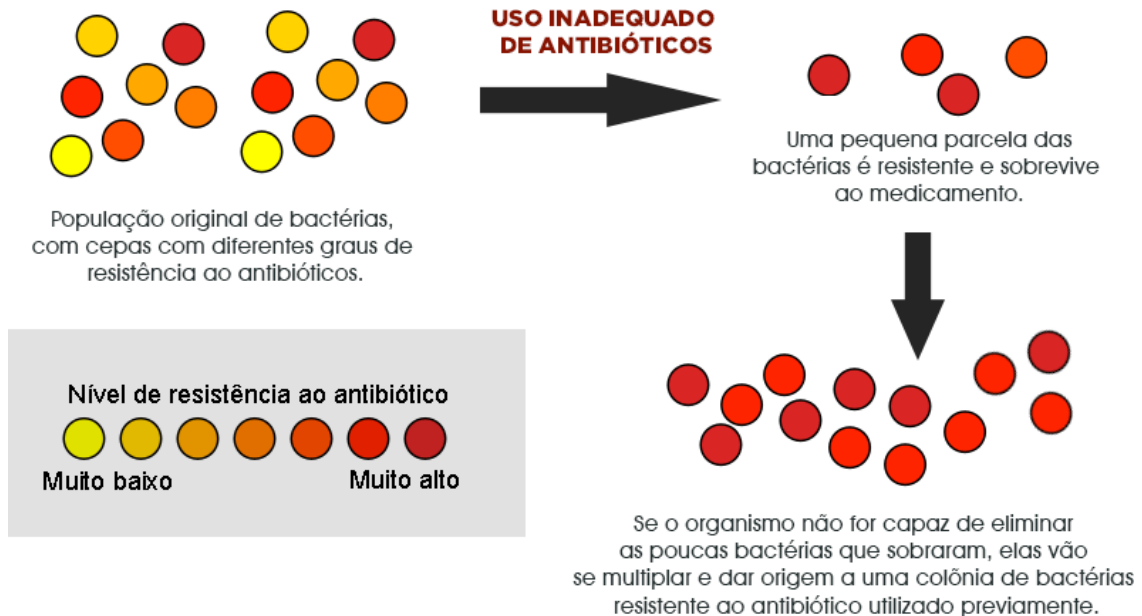 USO INADEQUADO
DE ANTIBIÓTICOS
População original de bactérias,
com cepas com diferentes graus de
resistência ao antibióticos.
Uma pequena parcela das
bactérias é resistente e sobrevive
ao medicamento.
Nível de resistência ao antibiótico
Muito baixo
Muito alto
Se o organismo não for capaz de eliminar
as poucas bactérias que sobraram, elas vão
se multiplar e dar origem a uma colônia de bactérias
resistente ao antibiótico utilizado previamente.